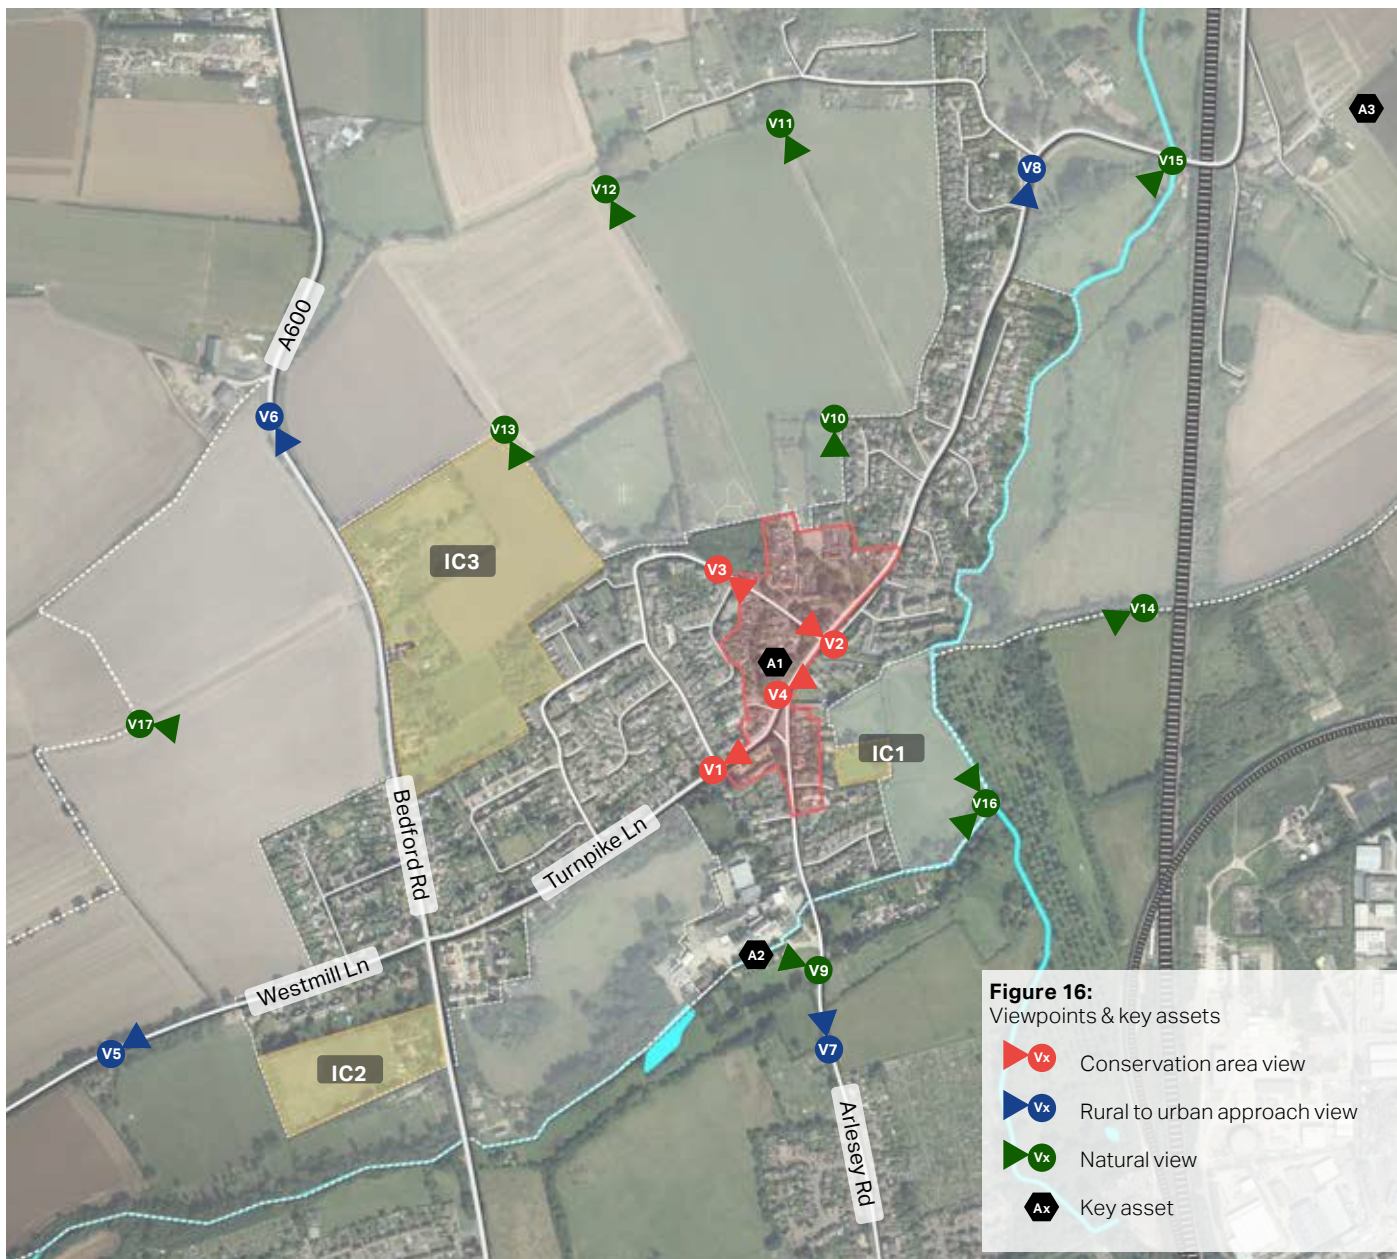 A3
V11
V15
V8
V12
A600
V6
V10
V13
IC3
V3
V14
V2
A1
V4
V17
IC1
V1
V16
Bedford Rd
Turnpike Ln
A2
V9
Westmill Ln
V5
V7
IC2
Arlesey Rd
Figure 16:
Viewpoints & key assets
Vx Conservation area view
Vx Rural to urban approach view
Vx Natural view
Ax Key asset